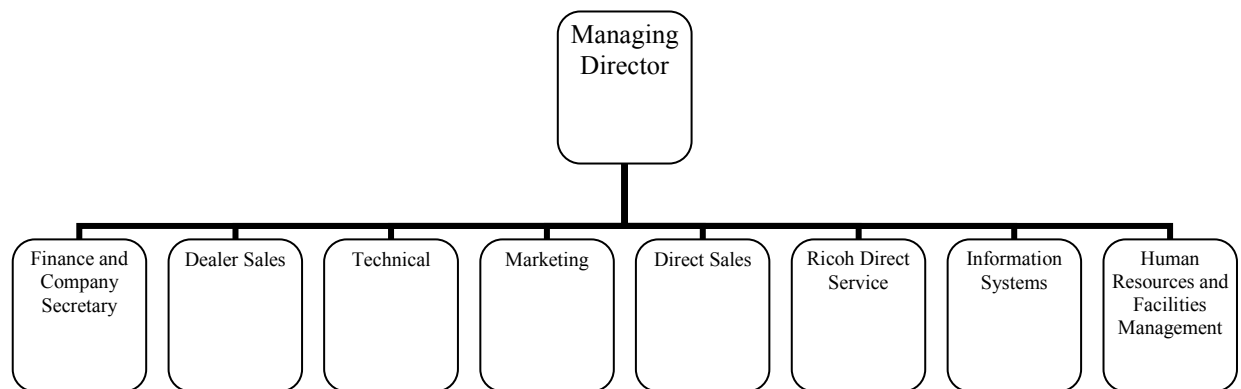 Managing
Director
Finance and
Company
Secretary
Dealer Sales
Technical
Marketing
Direct Sales
Ricoh Direct
Service
Information
Systems
Human
Resources and
Facilities
Management